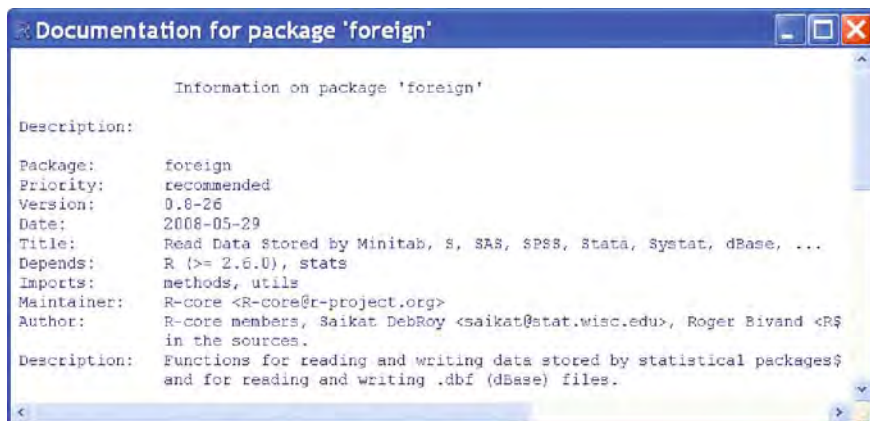 Documentation for package 'foreign'
Information on package 'foreign'
Description:
Package: foreign
Priority: recommended
Version: 0.8-26
Date: 2008-05-29
Title: Read Data Stored by Minitab, S, SAS, SPSS, Stata, Systat, dBase, ...
Depends: R (>= 2.6.0), stats
Imports: methods, utils
Maintainer: R-core <R-core@r-project.org>
Author: R-core members, Saikat DebRoy <saikat@stat.wisc.edu>, Roger Bivand <R$
in the sources.
Description: Functions for reading and writing data stored by statistical packages$
and for reading and writing .dbf (dBase) files.